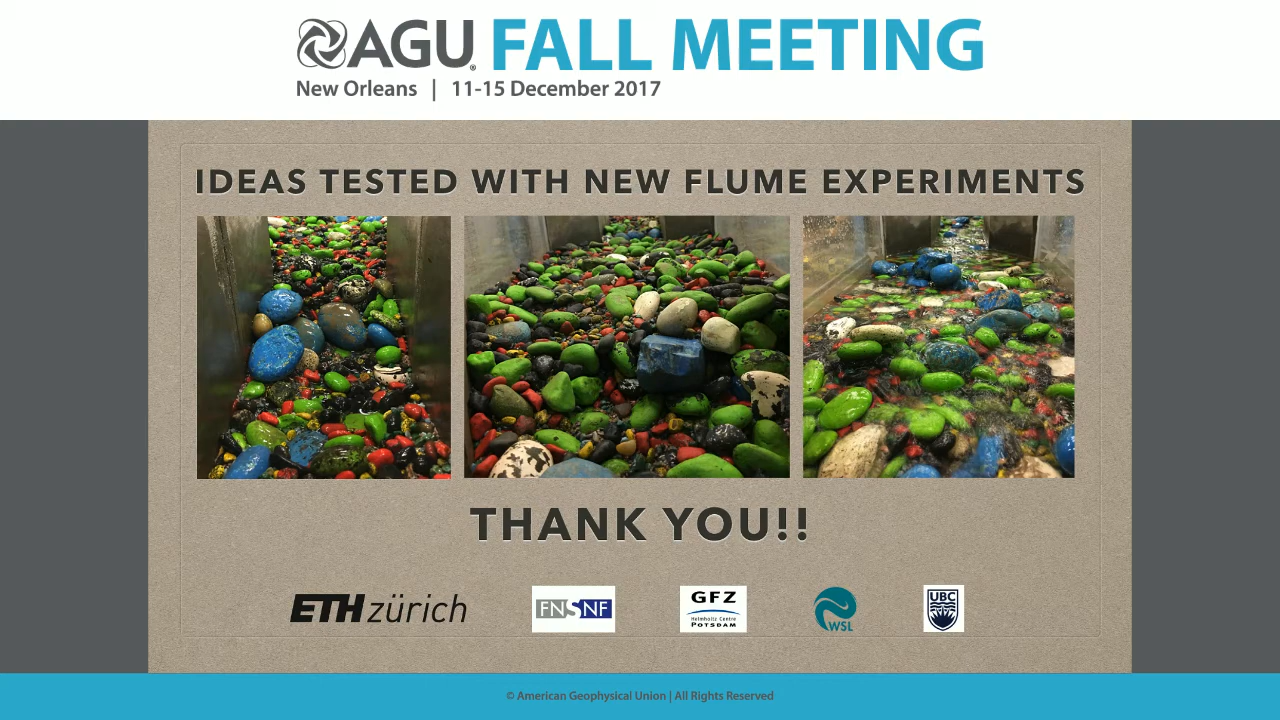 AGU FALL MEETING
New Orleans | 11-15 December 2017
IDEAS TESTED WITH NEW FLUME EXPERIMENTS
THANK YOU!!
ETH zürich
FNSNF
GFZ
Helmholtz Centre
POTSDAM
WSL
UBC
© American Geophysical Union | All Rights Reserved